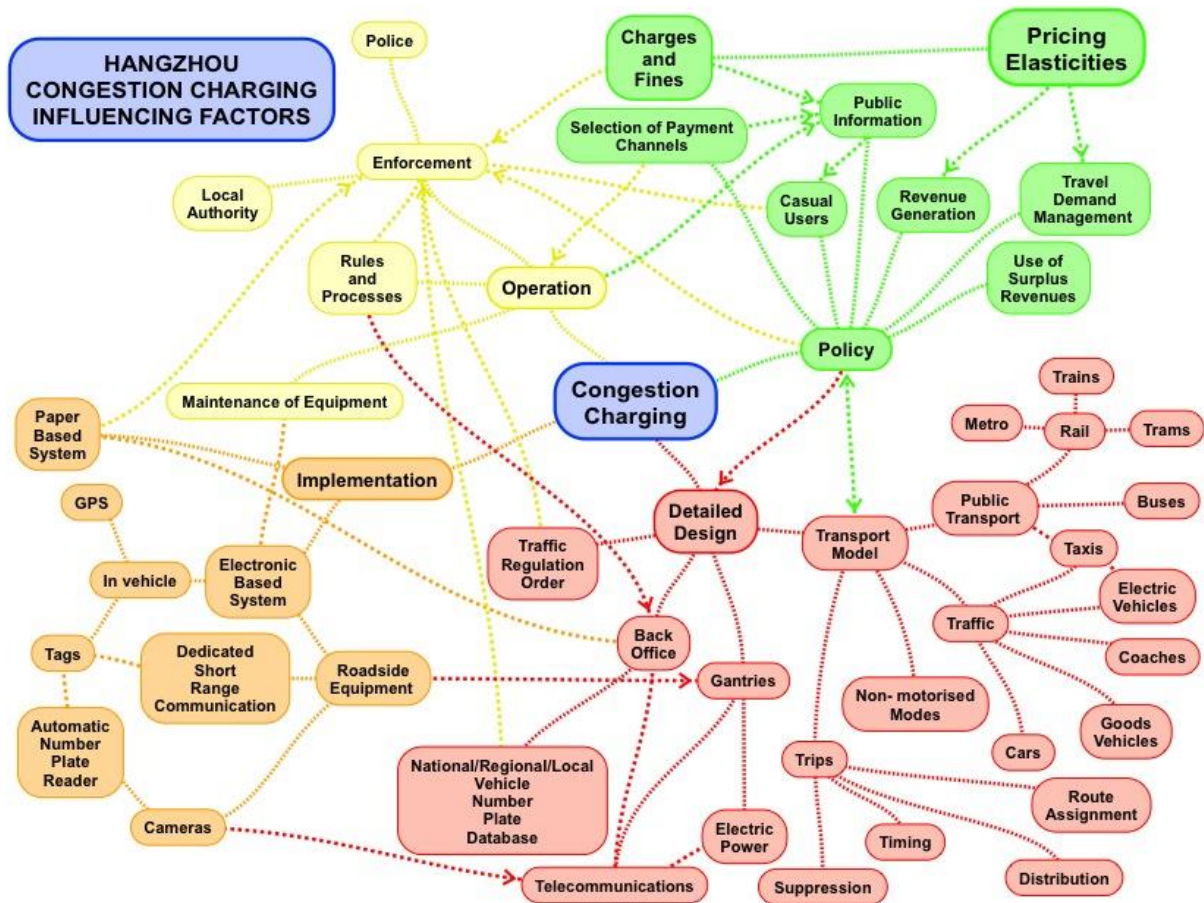 HANGZHOU
CONGESTION CHARGING
INFLUENCING FACTORS
Police
Charges
and
Fines
Pricing
Elasticities
Selection of Payment
Channels
Public
Information
Enforcement
Local
Authority
Casual
Users
Revenue
Generation
Travel
Demand
Management
Rules
and
Processes
Operation
Use of
Surplus
Revenues
Policy
Maintenance of Equipment
Congestion
Charging
Paper
Based
System
Implementation
Trains
Metro
Rail
Trams
GPS
Detailed
Design
Public
Transport
Buses
Traffic
Regulation
Order
Transport
Model
Taxis
In vehicle
Electronic
Based
System
Electric
Vehicles
Traffic
Tags
Dedicated
Short
Range
Communication
Roadside
Equipment
Back
Office
Gantries
Coaches
Non- motorised
Modes
Goods
Vehicles
Automatic
Number
Plate
Reader
Cars
Trips
National/Regional/Local
Vehicle
Number
Plate
Database
Route
Assignment
Cameras
Electric
Power
Timing
Telecommunications
Suppression
Distribution